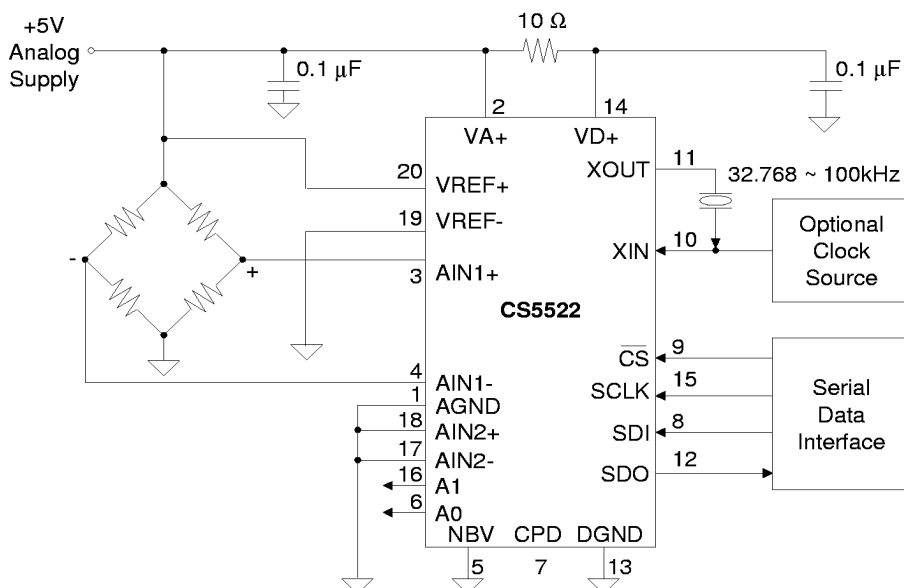 +5V
Analog
Supply
10 Ω
0.1 µF
0.1 µF
2
14
VA+
VD+
20
VREF+
19
VREF-
-
+
3
AIN1+
XOUT
11
32.768 ~ 100kHz
XIN
10
Optional
Clock
Source
CS5522
4
AIN1-
1
AGND
18
AIN2+
17
AIN2-
16
A1
6
A0
CS
9
SCLK
15
SDI
8
SDO
12
Serial
Data
Interface
NBV
CPD
DGND
5
7
13